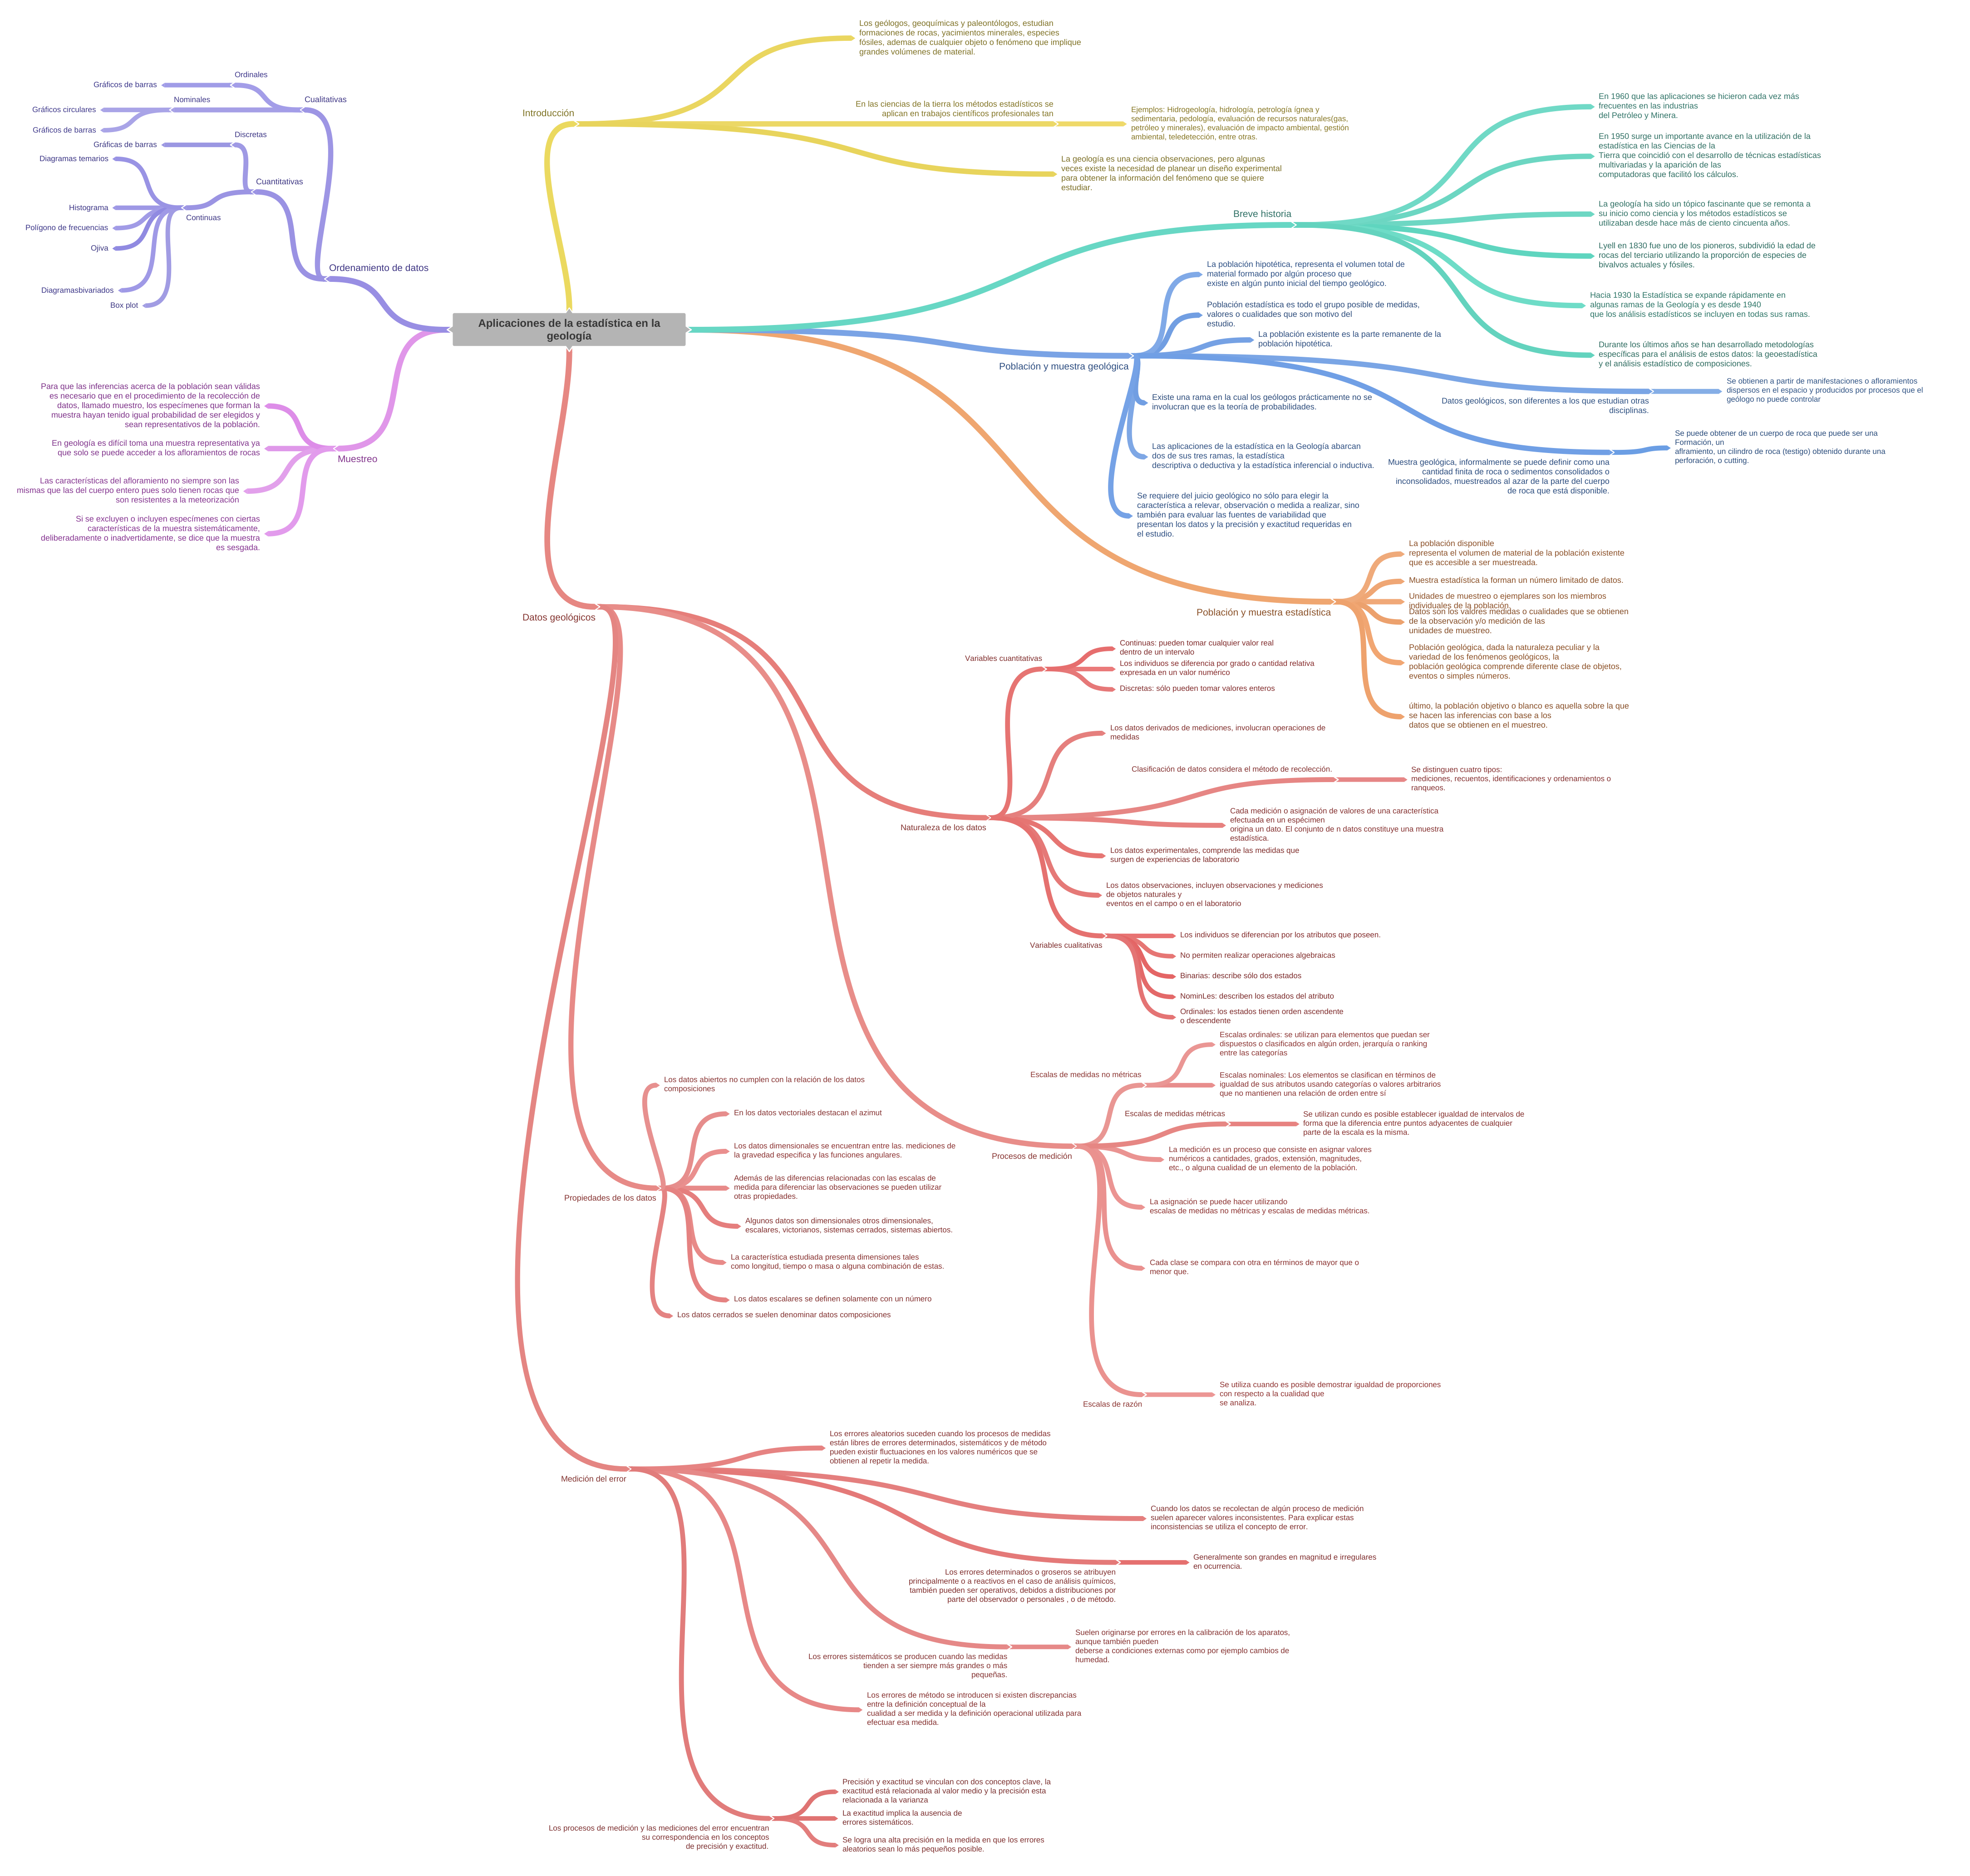 Aplicaciones de la estadística en la
geología
Introducción
Los geólogos, geoquímicas y paleontólogos, estudian
formaciones de rocas, yacimientos minerales, especies
fósiles, ademas de cualquier objeto o fenómeno que implique
grandes volúmenes de material.
En las ciencias de la tierra los métodos estadísticos se
aplican en trabajos científicos profesionales tan
Ejemplos: Hidrogeología, hidrología, petrología ígnea y
sedimentaria, pedología, evaluación de recursos naturales(gas,
petróleo y minerales), evaluación de impacto ambiental, gestión
ambiental, teledetección, entre otras.
La geología es una ciencia observaciones, pero algunas
veces existe la necesidad de planear un diseño experimental
para obtener la información del fenómeno que se quiere
estudiar.
Breve historia
En 1960 que las aplicaciones se hicieron cada vez más
frecuentes en las industrias
del Petróleo y Minera.
En 1950 surge un importante avance en la utilización de la
estadística en las Ciencias de la
Tierra que coincidió con el desarrollo de técnicas estadísticas
multivariadas y la aparición de las
computadoras que facilitó los cálculos.
La geología ha sido un tópico fascinante que se remonta a
su inicio como ciencia y los métodos estadísticos se
utilizaban desde hace más de ciento cincuenta años.
Lyell en 1830 fue uno de los pioneros, subdividió la edad de
rocas del terciario utilizando la proporción de especies de
bivalvos actuales y fósiles.
Hacia 1930 la Estadística se expande rápidamente en
algunas ramas de la Geología y es desde 1940
que los análisis estadísticos se incluyen en todas sus ramas.
Durante los últimos años se han desarrollado metodologías
específicas para el análisis de estos datos: la geoestadística
y el análisis estadístico de composiciones.
Población y muestra geológica
La población hipotética, representa el volumen total de
material formado por algún proceso que
existe en algún punto inicial del tiempo geológico.
Población estadística es todo el grupo posible de medidas,
valores o cualidades que son motivo del
estudio.
La población existente es la parte remanente de la
población hipotética.
Datos geológicos, son diferentes a los que estudian otras
disciplinas.
Se obtienen a partir de manifestaciones o afloramientos
dispersos en el espacio y producidos por procesos que el
geólogo no puede controlar
Existe una rama en la cual los geólogos prácticamente no se
involucran que es la teoría de probabilidades.
Muestra geológica, informalmente se puede definir como una
cantidad finita de roca o sedimentos consolidados o
inconsolidados, muestreados al azar de la parte del cuerpo
de roca que está disponible.
Se puede obtener de un cuerpo de roca que puede ser una
Formación, un
aflramiento, un cilindro de roca (testigo) obtenido durante una
perforación, o cutting.
Las aplicaciones de la estadística en la Geología abarcan
dos de sus tres ramas, la estadística
descriptiva o deductiva y la estadística inferencial o inductiva.
Se requiere del juicio geológico no sólo para elegir la
característica a relevar, observación o medida a realizar, sino
también para evaluar las fuentes de variabilidad que
presentan los datos y la precisión y exactitud requeridas en
el estudio.
Población y muestra estadística
La población disponible
representa el volumen de material de la población existente
que es accesible a ser muestreada.
Muestra estadística la forman un número limitado de datos.
Unidades de muestreo o ejemplares son los miembros
individuales de la población.
Datos son los valores medidas o cualidades que se obtienen
de la observación y/o medición de las
unidades de muestreo.
Población geológica, dada la naturaleza peculiar y la
variedad de los fenómenos geológicos, la
población geológica comprende diferente clase de objetos,
eventos o simples números.
último, la población objetivo o blanco es aquella sobre la que
se hacen las inferencias con base a los
datos que se obtienen en el muestreo.
Datos geológicos
Naturaleza de los datos
Variables cuantitativas
Continuas: pueden tomar cualquier valor real
dentro de un intervalo
Los individuos se diferencia por grado o cantidad relativa
expresada en un valor numérico
Discretas: sólo pueden tomar valores enteros
Los datos derivados de mediciones, involucran operaciones de
medidas
Clasificación de datos considera el método de recolección.
Se distinguen cuatro tipos:
mediciones, recuentos, identificaciones y ordenamientos o
ranqueos.
Cada medición o asignación de valores de una característica
efectuada en un espécimen
origina un dato. El conjunto de n datos constituye una muestra
estadística.
Los datos experimentales, comprende las medidas que
surgen de experiencias de laboratorio
Los datos observaciones, incluyen observaciones y mediciones
de objetos naturales y
eventos en el campo o en el laboratorio
Variables cualitativas
Los individuos se diferencian por los atributos que poseen.
No permiten realizar operaciones algebraicas
Binarias: describe sólo dos estados
NominLes: describen los estados del atributo
Ordinales: los estados tienen orden ascendente
o descendente
Procesos de medición
Escalas de medidas no métricas
Escalas ordinales: se utilizan para elementos que puedan ser
dispuestos o clasificados en algún orden, jerarquía o ranking
entre las categorías
Escalas nominales: Los elementos se clasifican en términos de
igualdad de sus atributos usando categorías o valores arbitrarios
que no mantienen una relación de orden entre sí
Escalas de medidas métricas
Se utilizan cundo es posible establecer igualdad de intervalos de
forma que la diferencia entre puntos adyacentes de cualquier
parte de la escala es la misma.
La medición es un proceso que consiste en asignar valores
numéricos a cantidades, grados, extensión, magnitudes,
etc., o alguna cualidad de un elemento de la población.
La asignación se puede hacer utilizando
escalas de medidas no métricas y escalas de medidas métricas.
Cada clase se compara con otra en términos de mayor que o
menor que.
Escalas de razón
Se utiliza cuando es posible demostrar igualdad de proporciones
con respecto a la cualidad que
se analiza.
Propiedades de los datos
Los datos abiertos no cumplen con la relación de los datos
composiciones
En los datos vectoriales destacan el azimut
Los datos dimensionales se encuentran entre las. mediciones de
la gravedad especifica y las funciones angulares.
Además de las diferencias relacionadas con las escalas de
medida para diferenciar las observaciones se pueden utilizar
otras propiedades.
Algunos datos son dimensionales otros dimensionales,
escalares, victorianos, sistemas cerrados, sistemas abiertos.
La característica estudiada presenta dimensiones tales
como longitud, tiempo o masa o alguna combinación de estas.
Los datos escalares se definen solamente con un número
Los datos cerrados se suelen denominar datos composiciones
Medición del error
Los errores aleatorios suceden cuando los procesos de medidas
están libres de errores determinados, sistemáticos y de método
pueden existir fluctuaciones en los valores numéricos que se
obtienen al repetir la medida.
Cuando los datos se recolectan de algún proceso de medición
suelen aparecer valores inconsistentes. Para explicar estas
inconsistencias se utiliza el concepto de error.
Los errores determinados o groseros se atribuyen
principalmente o a reactivos en el caso de análisis químicos,
también pueden ser operativos, debidos a distribuciones por
parte del observador o personales , o de método.
Generalmente son grandes en magnitud e irregulares
en ocurrencia.
Los errores sistemáticos se producen cuando las medidas
tienden a ser siempre más grandes o más
pequeñas.
Suelen originarse por errores en la calibración de los aparatos,
aunque también pueden
deberse a condiciones externas como por ejemplo cambios de
humedad.
Los errores de método se introducen si existen discrepancias
entre la definición conceptual de la
cualidad a ser medida y la definición operacional utilizada para
efectuar esa medida.
Los procesos de medición y las mediciones del error encuentran
su correspondencia en los conceptos
de precisión y exactitud.
Precisión y exactitud se vinculan con dos conceptos clave, la
exactitud está relacionada al valor medio y la precisión esta
relacionada a la varianza
La exactitud implica la ausencia de
errores sistemáticos.
Se logra una alta precisión en la medida en que los errores
aleatorios sean lo más pequeños posible.
Muestreo
Para que las inferencias acerca de la población sean válidas
es necesario que en el procedimiento de la recolección de
datos, llamado muestro, los especímenes que forman la
muestra hayan tenido igual probabilidad de ser elegidos y
sean representativos de la población.
En geología es difícil toma una muestra representativa ya
que solo se puede acceder a los afloramientos de rocas
Las características del afloramiento no siempre son las
mismas que las del cuerpo entero pues solo tienen rocas que
son resistentes a la meteorización
Si se excluyen o incluyen especímenes con ciertas
características de la muestra sistemáticamente,
deliberadamente o inadvertidamente, se dice que la muestra
es sesgada.
Ordenamiento de datos
Cualitativas
Ordinales
Gráficos de barras
Nominales
Gráficos circulares
Gráficos de barras
Cuantitativas
Discretas
Gráficas de barras
Continuas
Diagramas temarios
Histograma
Polígono de frecuencias
Ojiva
Diagramasbivariados
Box plot